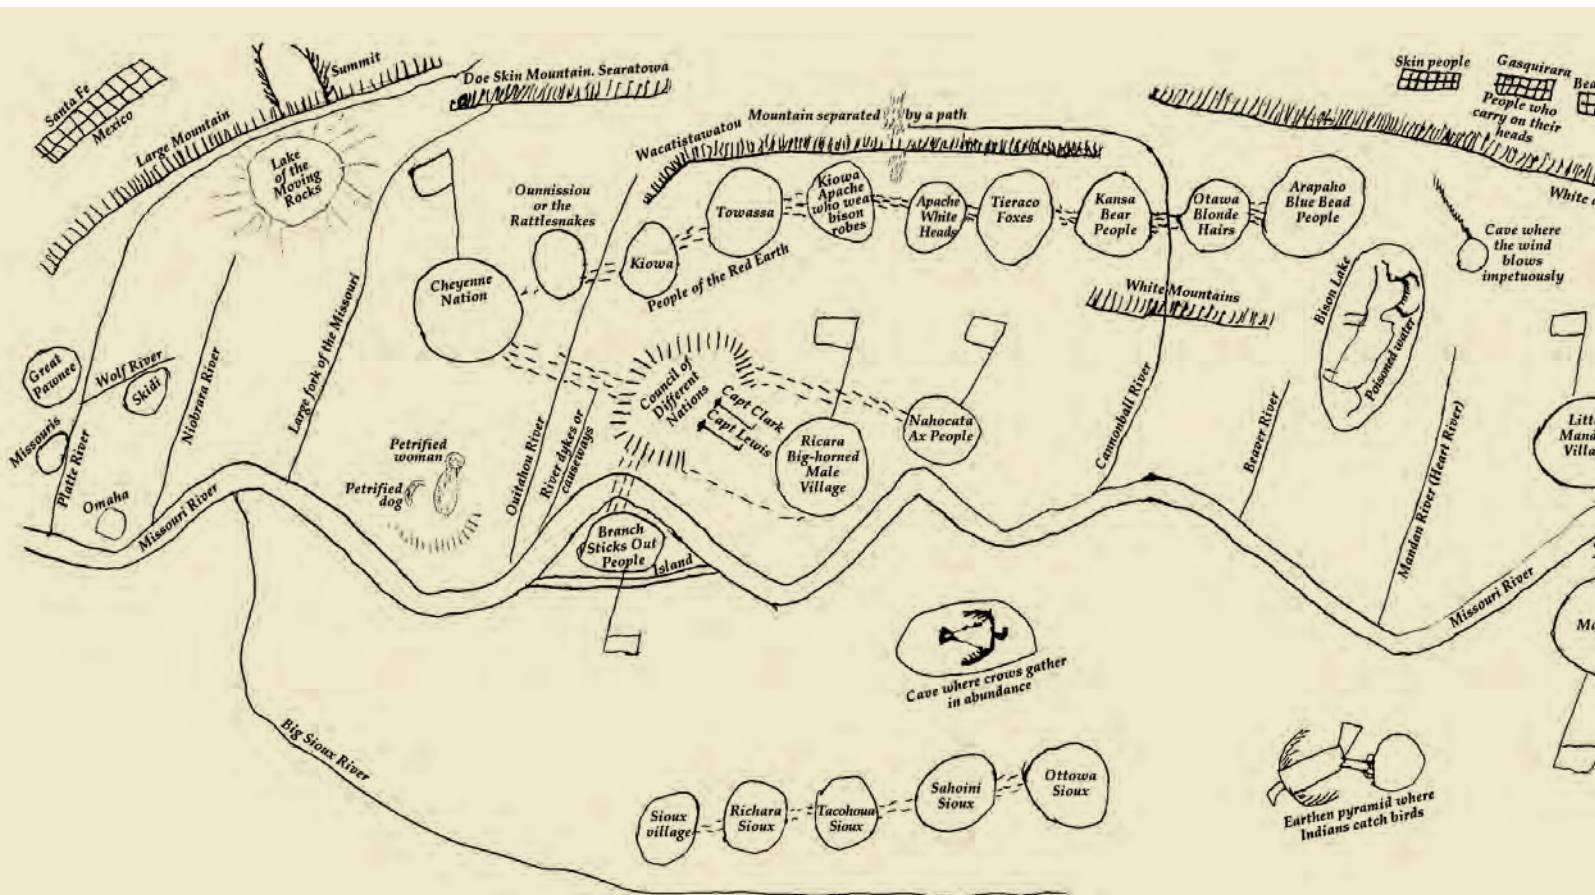 Santa Fe
Mexico
Large Mountain
Summit
Doe Skin Mountain. Searatowa
Lake
of the
Moving
Rocks
Wacatistawatou
Mountain separated
by a path
Skin people
Gasquirara
People who
carry on their
heads
White
Ounnissiou
or the
Rattlesnakes
Cheyenne
Nation
Kiowa
Towassa
Kiowa
Apache
who wear
bison
robes
Apache
White
Heads
Tieraco
Foxes
Kansa
Bear
People
Otawa
Blonde
Hairs
Arapaho
Blue Bead
People
People of the Red Earth
Cave where
the wind
blows
impetuously
White Mountains
Bison Lake
Poisoned water
Great
Pawnee
Wolf River
Skidi
Missouris
Platte River
Niobrara River
Large fork of the Missouri
Omaha
Missouri River
Petrified
woman
Petrified
dog
Ouitahou River
River dykes or
causeways
Council of
Different
Nations
Capt Clark
Capt Lewis
Ricara
Big-horned
Male
Village
Nahocata
Ax People
Cannonball River
Beaver River
Mandan River (Heart River)
Missouri River
Branch
Sticks Out
People
Island
Cave where crows gather
in abundance
Big Sioux River
Sioux
village
Richara
Sioux
Tacohoua
Sioux
Sahoini
Sioux
Ottowa
Sioux
Earthen pyramid where
Indians catch birds